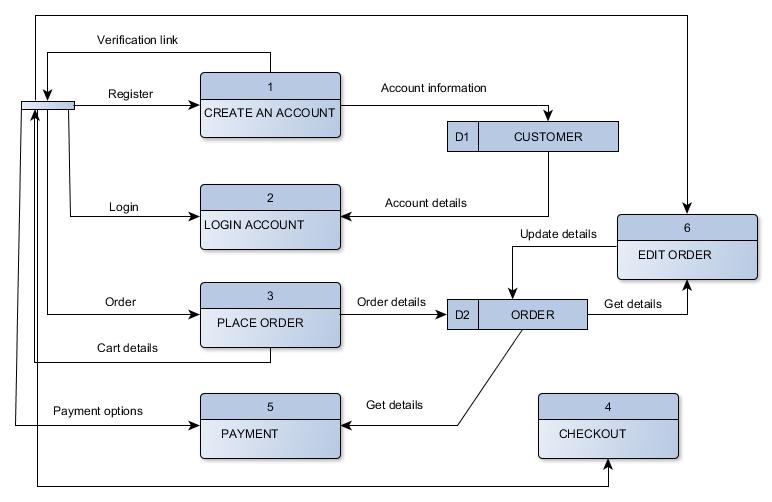 Verification link
1
Register
Account information
CREATE AN ACCOUNT
D1 CUSTOMER
2
Login
Account details
LOGIN ACCOUNT
6
Update details
EDIT ORDER
3
Order
Order details
Get details
PLACE ORDER
D2 ORDER
Cart details
5
4
Payment options
Get details
PAYMENT
CHECKOUT